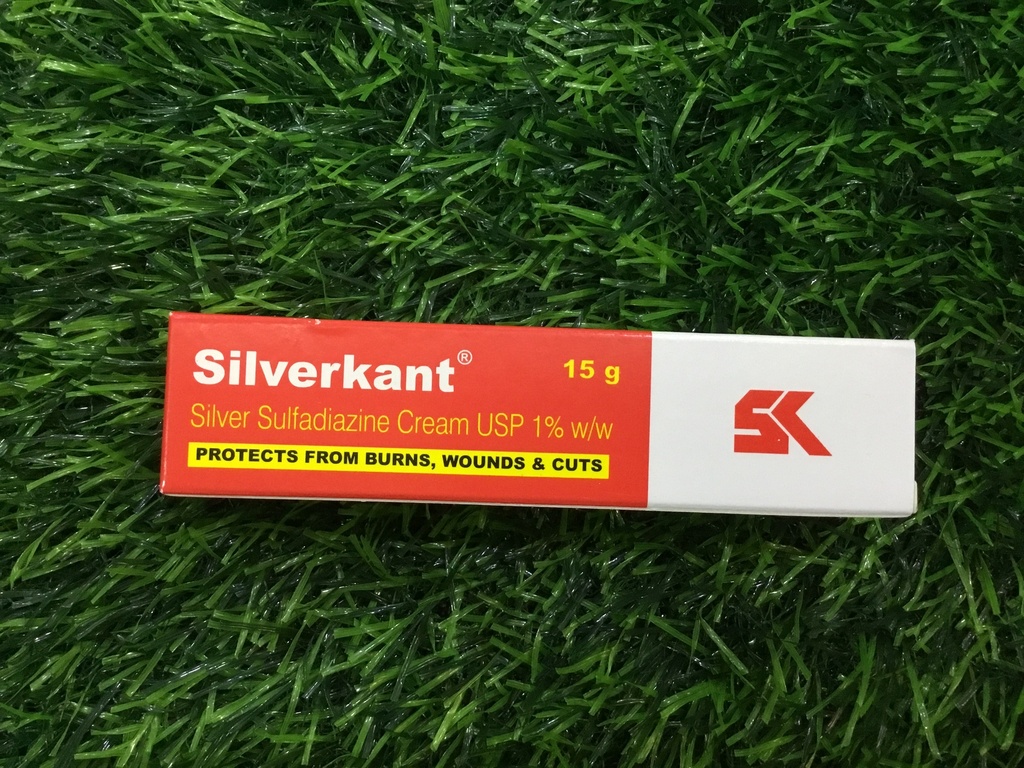 Silverkant®
15 g
Silver Sulfadiazine Cream USP 1% w/w
PROTECTS FROM BURNS, WOUNDS & CUTS
SK